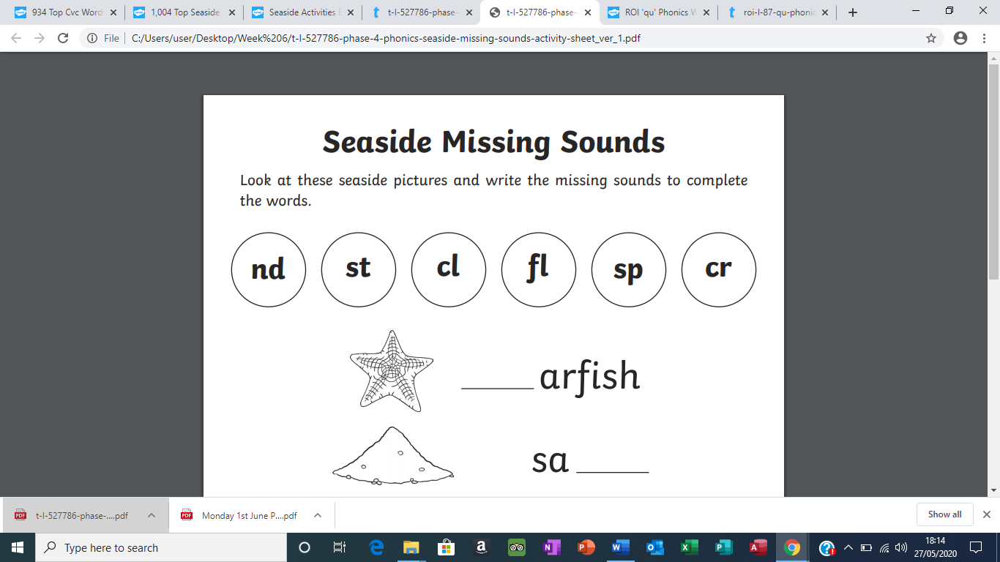 934 Top Cvc Word
1,004 Top Seaside
Seaside Activities E
t-l-527786-phase-
t-l-527786-phase-
ROI 'qu' Phonics W
roi-l-87-qu-phonic
File | C:/Users/user/Desktop/Week%206/t-l-527786-phase-4-phonics-seaside-missing-sounds-activity-sheet_ver_1.pdf
Seaside Missing Sounds
Look at these seaside pictures and write the missing sounds to complete
the words.
nd st cl fl sp cr
______ arfish
sa ______
t-l-527786-phase-....pdf
Monday 1st June P....pdf
Show all
Type here to search
18:14
27/05/2020